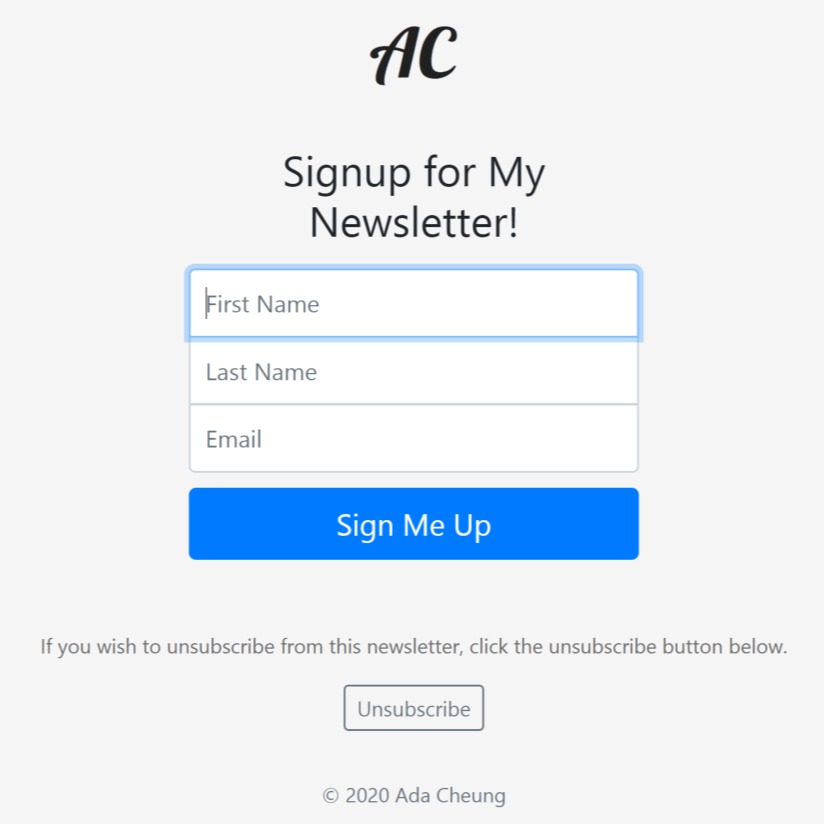 AC
Signup for My
Newsletter!
First Name
Last Name
Email
Sign Me Up
If you wish to unsubscribe from this newsletter, click the unsubscribe button below.
Unsubscribe
© 2020 Ada Cheung